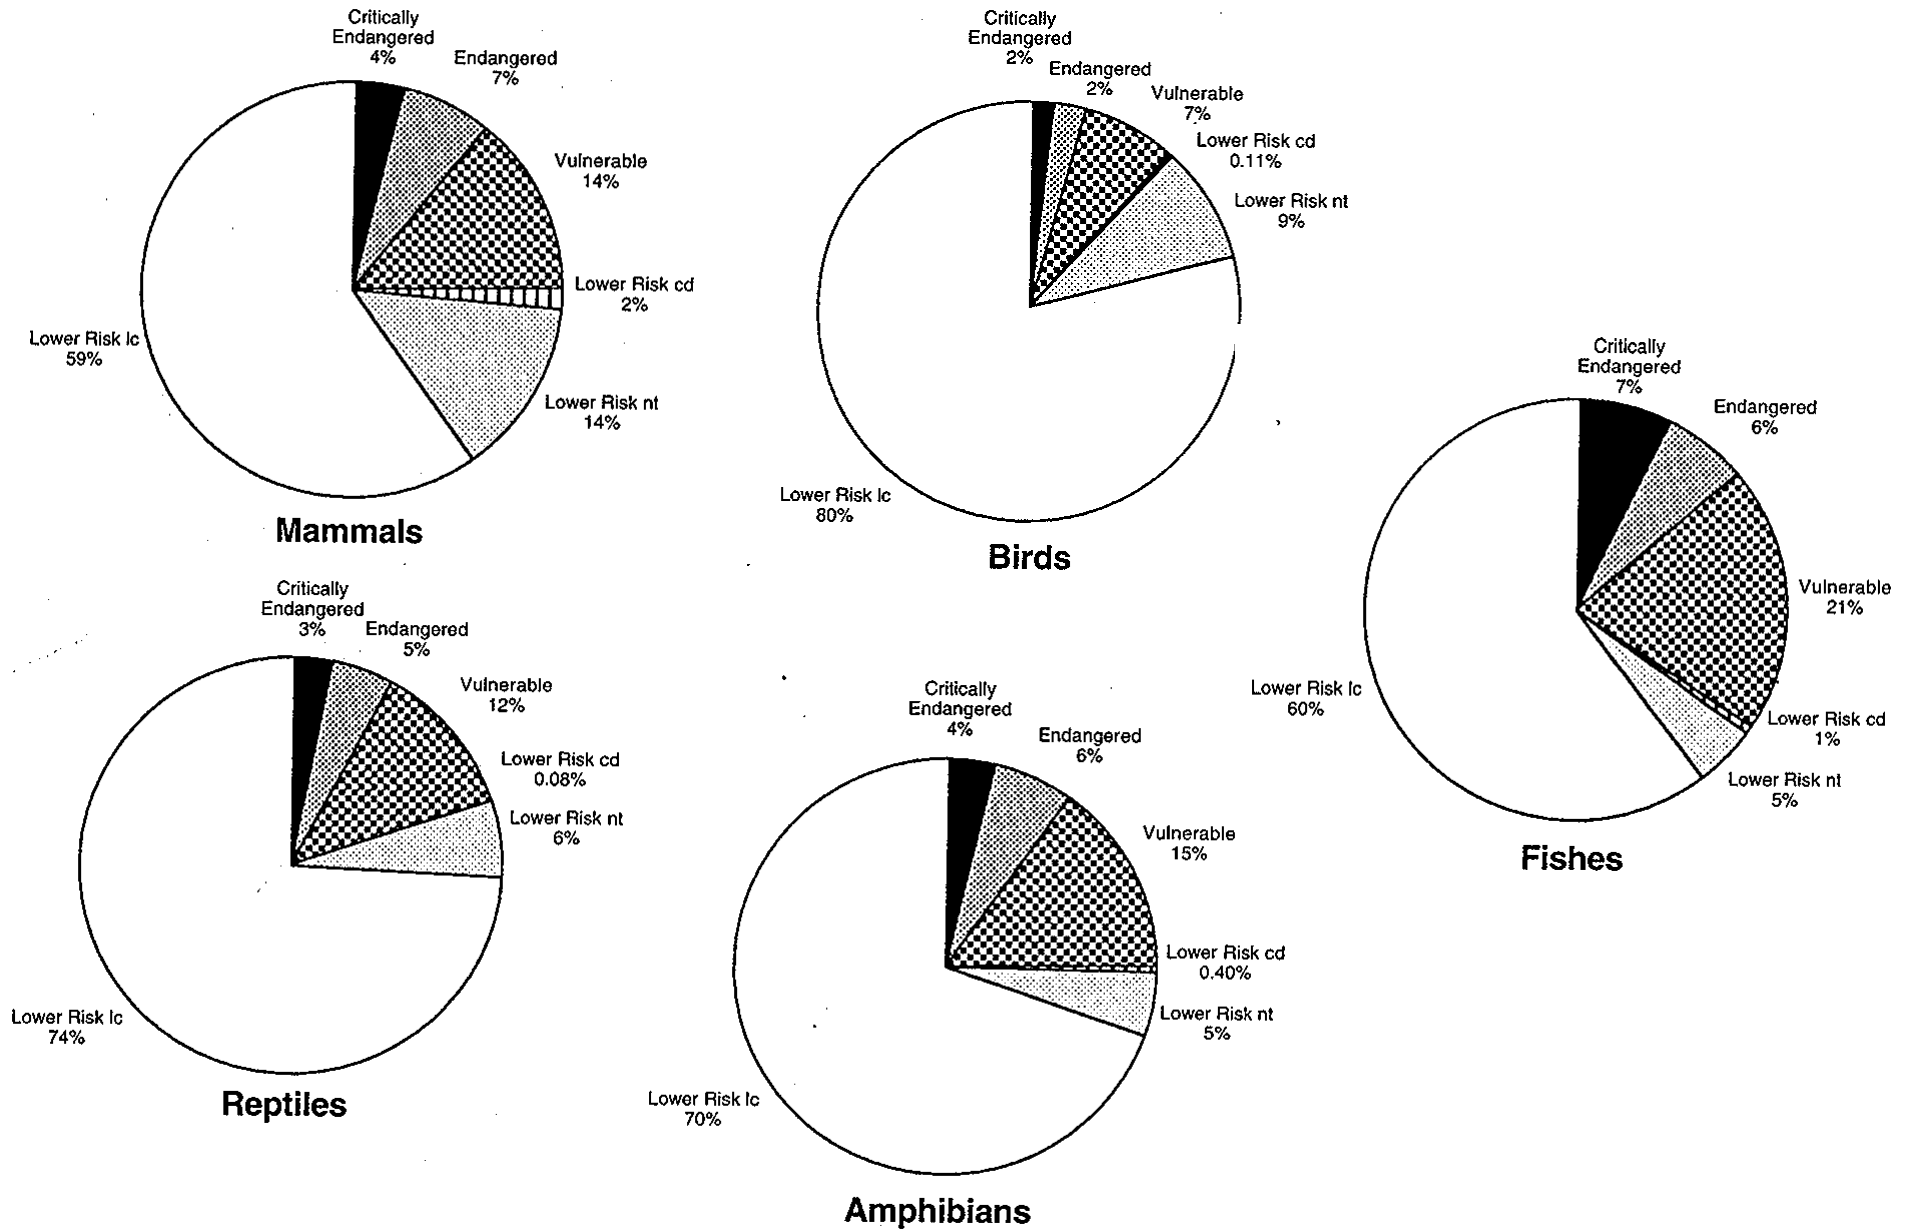 Critically
Endangered
4%
Endangered
7%
Vulnerable
14%
Lower Risk cd
2%
Lower Risk nt
14%
Lower Risk lc
59%
Mammals
Critically
Endangered
2%
Endangered
2%
Vulnerable
7%
Lower Risk cd
0.11%
Lower Risk nt
9%
Lower Risk lc
80%
Birds
Critically
Endangered
7%
Endangered
6%
Vulnerable
21%
Lower Risk cd
1%
Lower Risk nt
5%
Lower Risk lc
60%
Fishes
Critically
Endangered
3%
Endangered
5%
Vulnerable
12%
Lower Risk cd
0.08%
Lower Risk nt
6%
Lower Risk lc
74%
Reptiles
Critically
Endangered
4%
Endangered
6%
Vulnerable
15%
Lower Risk cd
0.40%
Lower Risk nt
5%
Lower Risk lc
70%
Amphibians